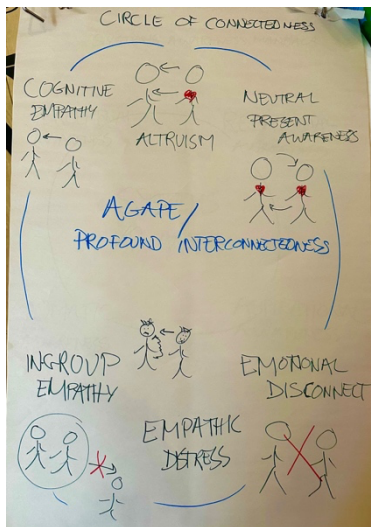 CIRCLE OF CONNECTEDNESS
COGNITIVE
EMPATHY
ALTRUISM
NEUTRAL
PRESENT
AWARENESS
AGAPE/
PROFOUND INTERCONNECTEDNESS
INGROUP
EMPATHY
EMOTIONAL
DISCONNECT
EMPATHIC
DISTRESS